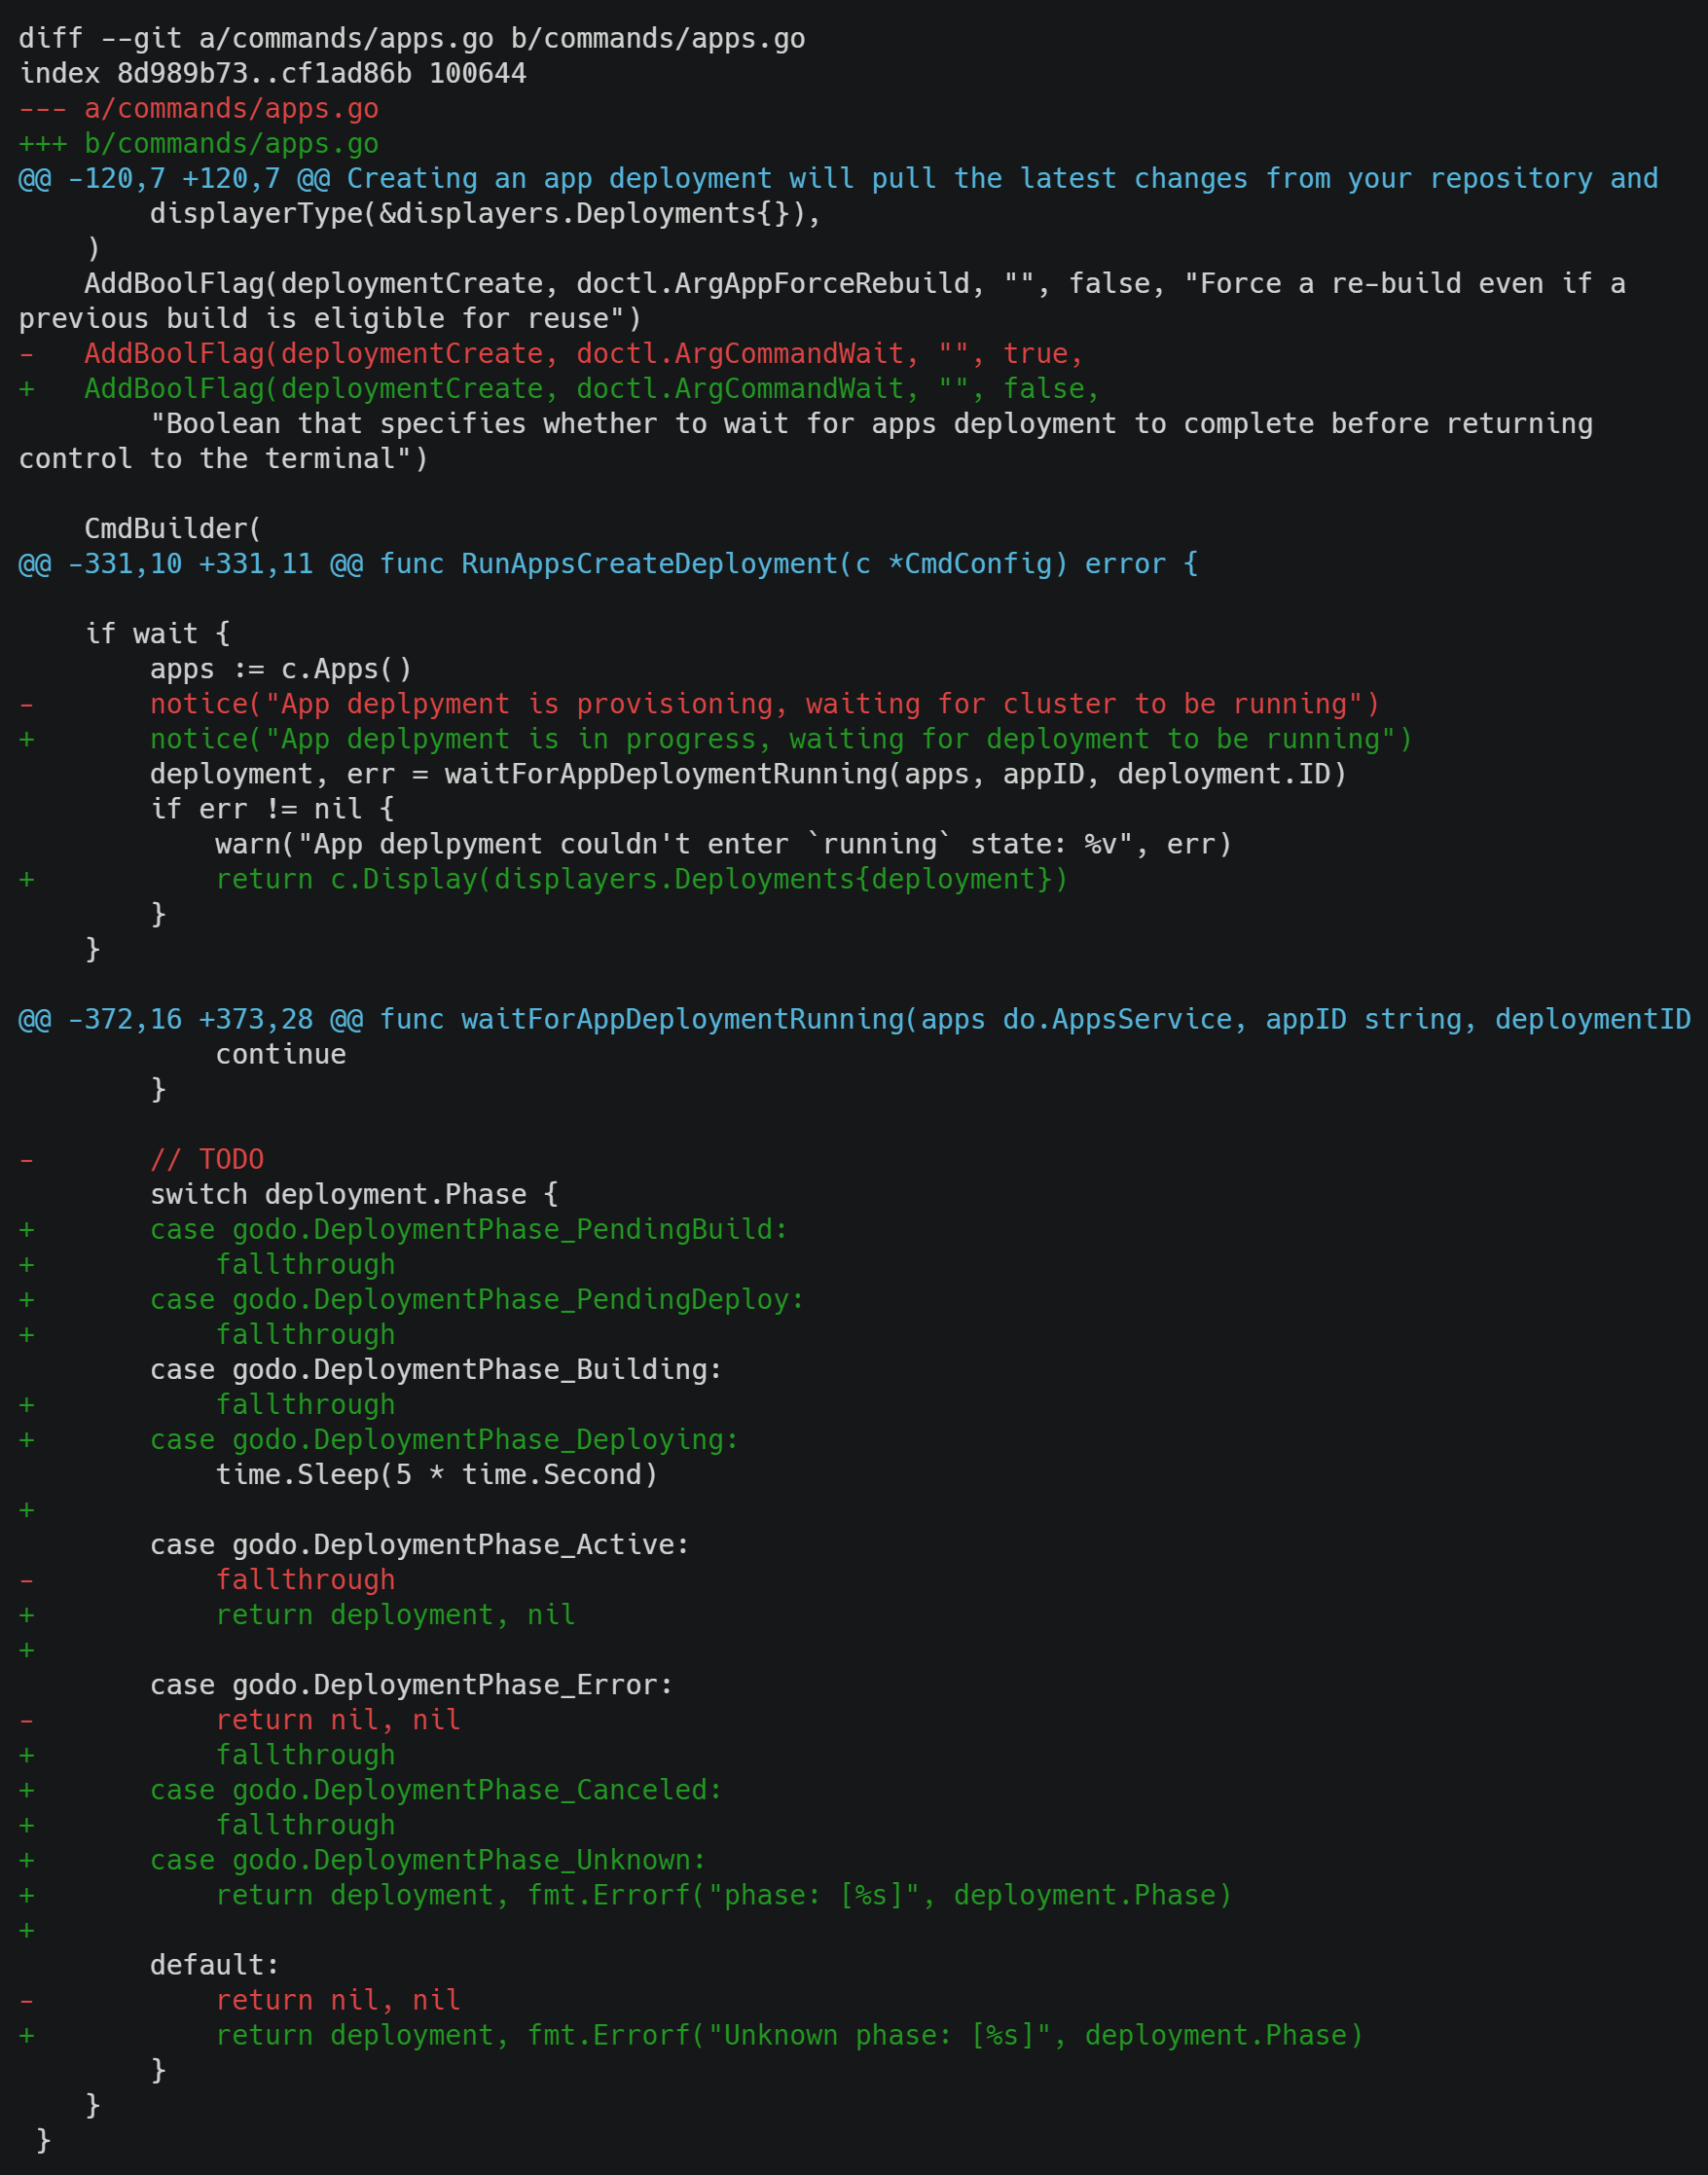 diff --git a/commands/apps.go b/commands/apps.go
index 8d989b73..cf1ad86b 100644
--- a/commands/apps.go
+++ b/commands/apps.go
@@ -120,7 +120,7 @@ Creating an app deployment will pull the latest changes from your repository and
        displayerType(&displayers.Deployments{}),
    )
    AddBoolFlag(deploymentCreate, doctl.ArgAppForceRebuild, "", false, "Force a re-build even if a
previous build is eligible for reuse")
-   AddBoolFlag(deploymentCreate, doctl.ArgCommandWait, "", true,
+   AddBoolFlag(deploymentCreate, doctl.ArgCommandWait, "", false,
        "Boolean that specifies whether to wait for apps deployment to complete before returning
control to the terminal")

    CmdBuilder(
@@ -331,10 +331,11 @@ func RunAppsCreateDeployment(c *CmdConfig) error {

    if wait {
        apps := c.Apps()
-       notice("App deplpyment is provisioning, waiting for cluster to be running")
+       notice("App deplpyment is in progress, waiting for deployment to be running")
        deployment, err = waitForAppDeploymentRunning(apps, appID, deployment.ID)
        if err != nil {
            warn("App deplpyment couldn't enter `running` state: %v", err)
+           return c.Display(displayers.Deployments{deployment})
        }
    }

@@ -372,16 +373,28 @@ func waitForAppDeploymentRunning(apps do.AppsService, appID string, deploymentID
            continue
        }

-       // TODO
        switch deployment.Phase {
+       case godo.DeploymentPhase_PendingBuild:
+           fallthrough
+       case godo.DeploymentPhase_PendingDeploy:
+           fallthrough
        case godo.DeploymentPhase_Building:
+           fallthrough
+       case godo.DeploymentPhase_Deploying:
            time.Sleep(5 * time.Second)
+
        case godo.DeploymentPhase_Active:
-           fallthrough
+           return deployment, nil
+
        case godo.DeploymentPhase_Error:
-           return nil, nil
+           fallthrough
+       case godo.DeploymentPhase_Canceled:
+           fallthrough
+       case godo.DeploymentPhase_Unknown:
+           return deployment, fmt.Errorf("phase: [%s]", deployment.Phase)
+
        default:
-           return nil, nil
+           return deployment, fmt.Errorf("Unknown phase: [%s]", deployment.Phase)
        }
    }
 }